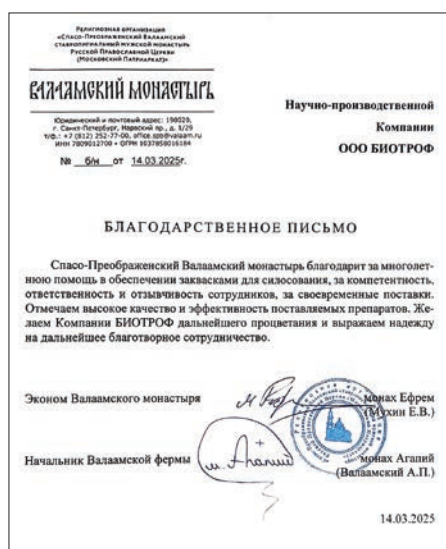 Религиозная организация
«Спасо-Преображенский Валаамский
ставропигиальный мужской монастырь
Русской Православной Церкви
(Московский Патриархат)»
ВАЛААМСКИЙ МОНАСТЫРЬ
Юридический и почтовый адрес: 190020,
г. Санкт-Петербург, Нарвский пр., д. 1/29
т/ф.: +7 (812) 252-77-00, office.spb@valaam.ru
ИНН 7809012700 • ОГРН 1037858016184
№ б/н от 14.03.2025г.
Научно-производственной
Компании
ООО БИОТРОФ
БЛАГОДАРСТВЕННОЕ ПИСЬМО
Спасо-Преображенский Валаамский монастырь благодарит за многолет-
нюю помощь в обеспечении заквасками для силосования, за компетентность,
ответственность и отзывчивость сотрудников, за своевременные поставки.
Отмечаем высокое качество и эффективность поставляемых препаратов. Же-
лаем Компании БИОТРОФ дальнейшего процветания и выражаем надежду
на дальнейшее благотворное сотрудничество.
Эконом Валаамского монастыря монах Ефрем
(Мухин Е.В.)
Начальник Валаамской фермы м. Агапий монах Агапий
(Валаамский А.П.)
14.03.2025